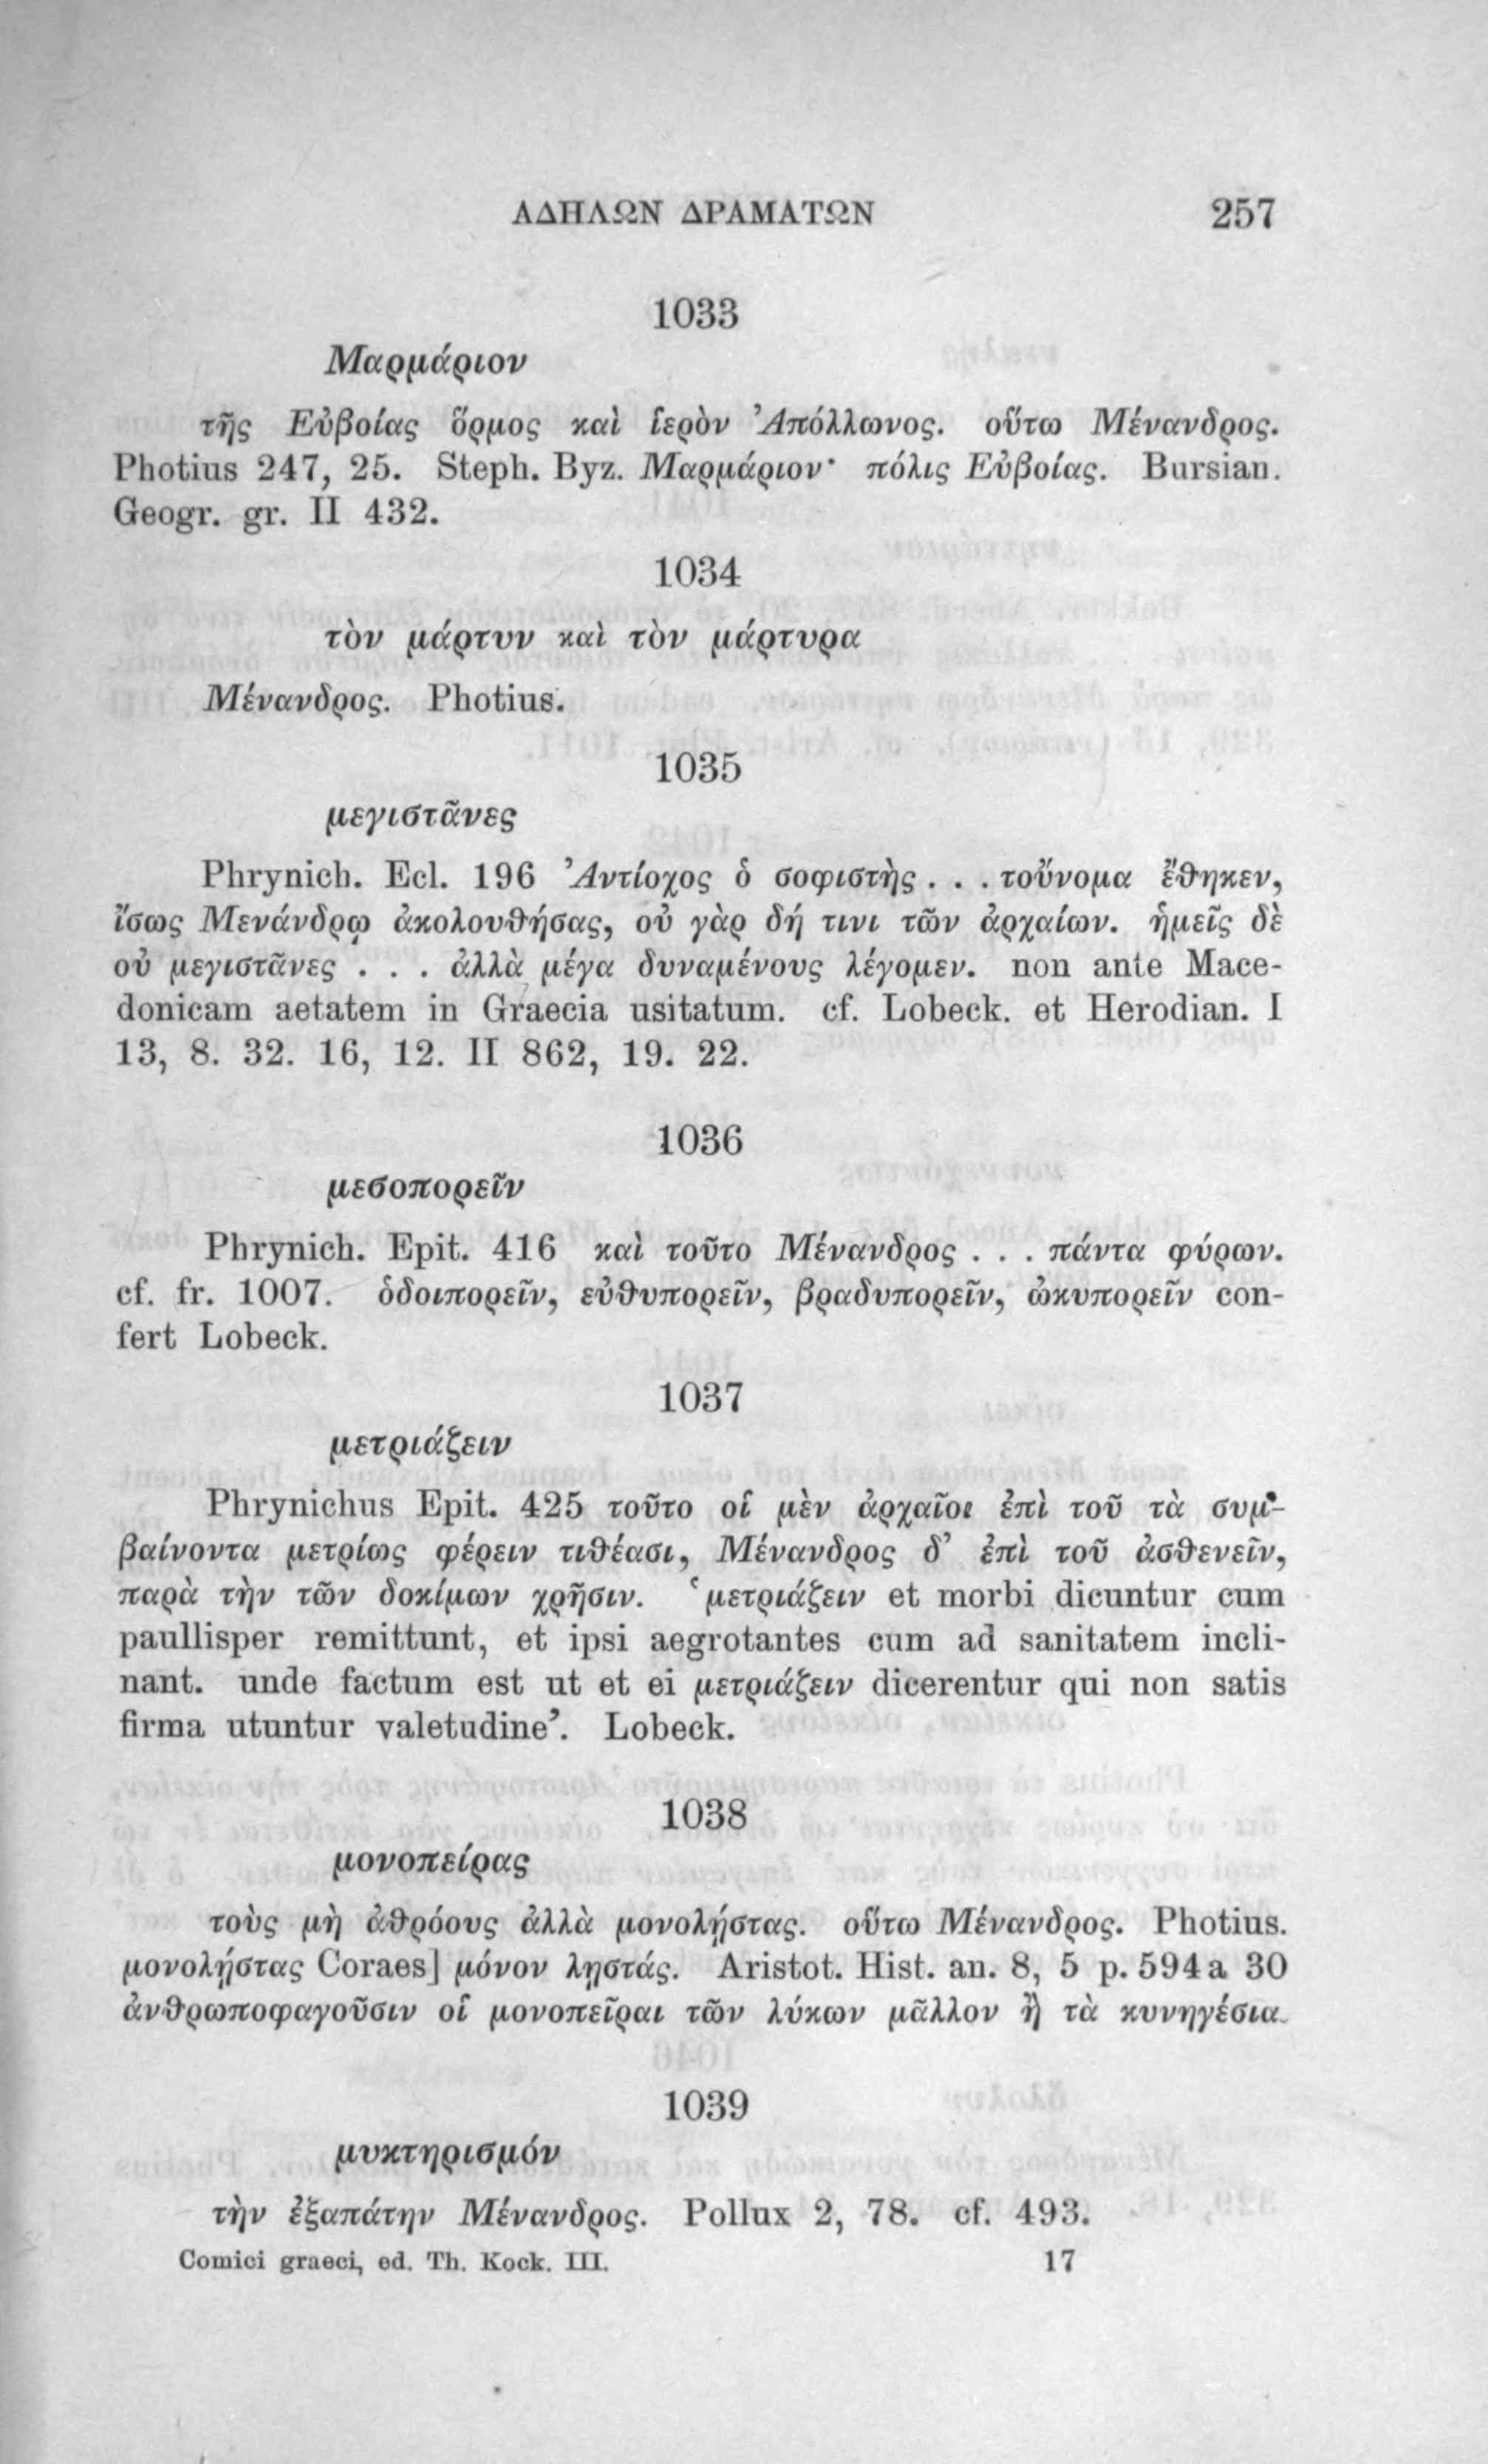 ΑΔΗΛΩΝ ΔΡΑΜΑΤΩΝ 257
1033
Μαρμάριον
τῆς Εὐβοίας ὅρμος καὶ ἱερὸν Ἀπόλλωνος. οὕτω Μένανδρος.
Photius 247, 25. Steph. Byz. Μαρμάριον· πόλις Εὐβοίας. Bursian.
Geogr. gr. II 432.
1034
τὸν μάρτυν καὶ τὸν μάρτυρα
Μένανδρος. Photius.
1035
μεγιστᾶνες
Phrynich. Ecl. 196 Ἀντίοχος ὁ σοφιστὴς . . . τοὔνομα ἔθηκεν,
ἴσως Μενάνδρῳ ἀκολουθήσας, οὐ γὰρ δή τινι τῶν ἀρχαίων. ἡμεῖς δὲ
οὐ μεγιστᾶνες . . . ἀλλὰ μέγα δυναμένους λέγομεν. non ante Mace-
donicam aetatem in Graecia usitatum. cf. Lobeck. et Herodian. I
13, 8. 32. 16, 12. II 862, 19. 22.
1036
μεσοπορεῖν
Phrynich. Epit. 416 καὶ τοῦτο Μένανδρος . . . πάντα φύρων.
cf. fr. 1007. ὁδοιπορεῖν, εὐθυπορεῖν, βραδυπορεῖν, ὠκυπορεῖν con-
fert Lobeck.
1037
μετριάζειν
Phrynichus Epit. 425 τοῦτο οἱ μὲν ἀρχαῖοι ἐπὶ τοῦ τὰ συμ-
βαίνοντα μετρίως φέρειν τιθέασι, Μένανδρος δ’ ἐπὶ τοῦ ἀσθενεῖν,
παρὰ τὴν τῶν δοκίμων χρῆσιν. ‘μετριάζειν et morbi dicuntur cum
paullisper remittunt, et ipsi aegrotantes cum ad sanitatem incli-
nant. unde factum est ut et ei μετριάζειν dicerentur qui non satis
firma utuntur valetudine’. Lobeck.
1038
μονοπείρας
τοὺς μὴ ἀθρόους ἀλλὰ μονολῄστας. οὕτω Μένανδρος. Photius.
μονολῄστας Coraes] μόνον λῃστάς. Aristot. Hist. an. 8, 5 p. 594a 30
ἀνθρωποφαγοῦσιν οἱ μονοπεῖραι τῶν λύκων μᾶλλον ἢ τὰ κυνηγέσια.
1039
μυκτηρισμόν
τὴν ἐξαπάτην Μένανδρος. Pollux 2, 78. cf. 493.
Comici graeci, ed. Th. Kock. III. 17